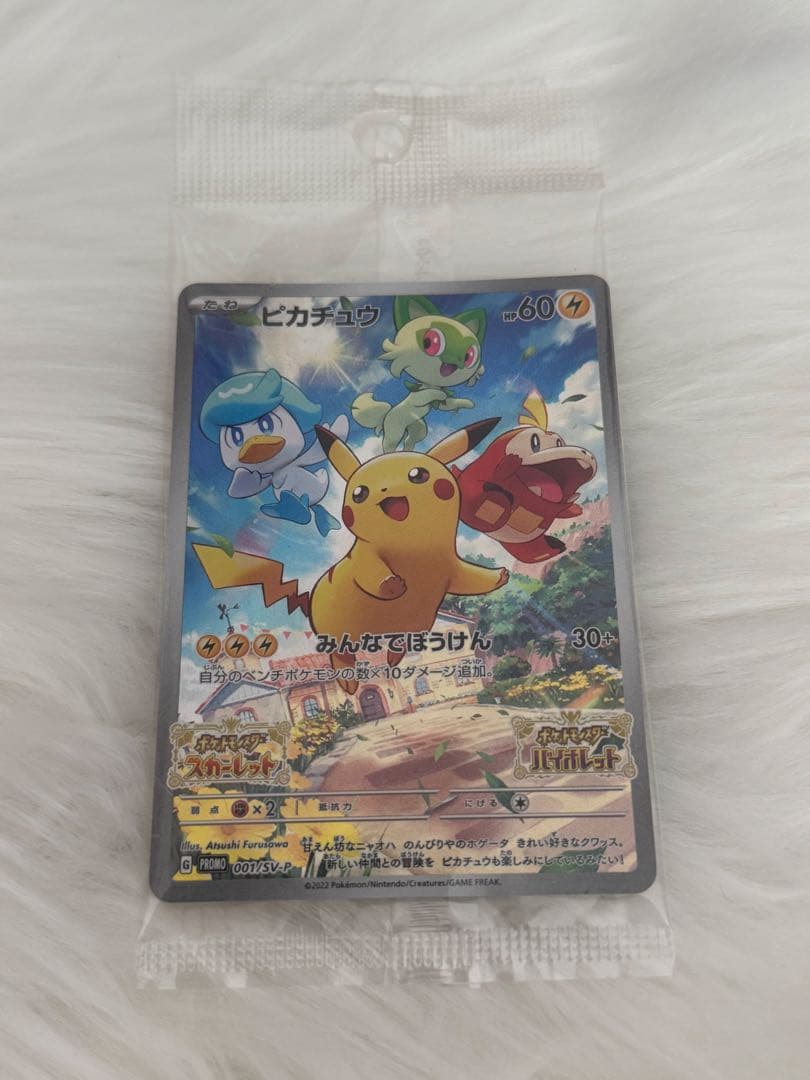 たね ピカチュウ HP60
みんなでぼうけん 30+
自分のベンチポケモンの数×10ダメージ追加。
ポケットモンスター スカーレット
ポケットモンスター バイオレット
弱点 ×2 抵抗力 にげる
Illus. Atsushi Furusawa
甘えん坊なニャオハ のんびりやのホゲータ きれい好きなクワッス。
新しい仲間との冒険を ピカチュウも楽しみにしているみたい!
G PROMO 001/SV-P
©2022 Pokémon/Nintendo/Creatures/GAME FREAK.